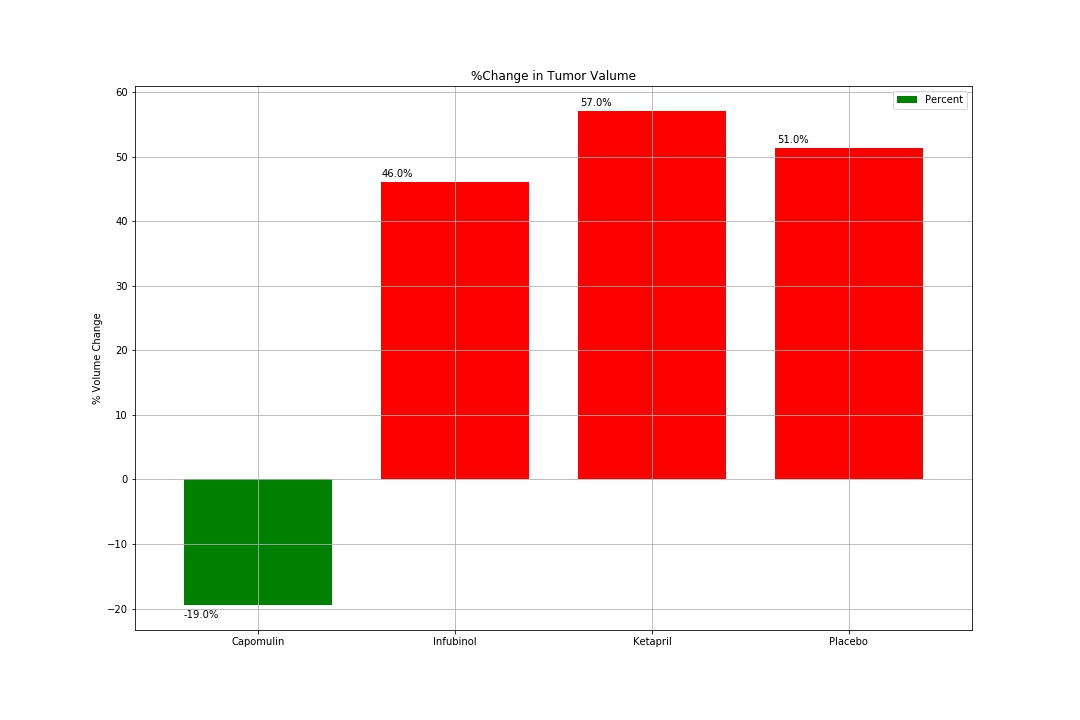 %Change in Tumor Valume
Percent
% Volume Change
60
50
40
30
20
10
0
−10
−20
-19.0%
46.0%
57.0%
51.0%
Capomulin
Infubinol
Ketapril
Placebo